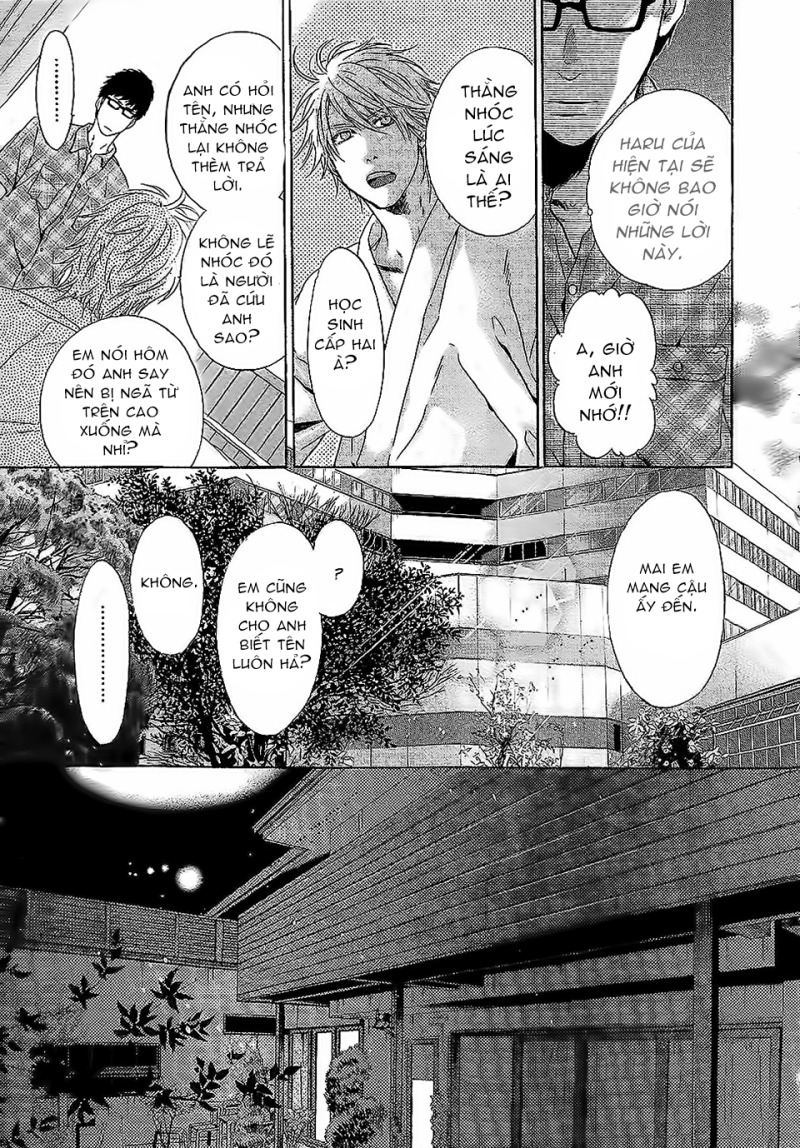 HARU CỦA
HIỆN TẠI SẼ
KHÔNG BAO
GIỜ NÓI
NHỮNG LỜI
NÀY.
A, GIỜ
ANH
MỚI
NHỚ!!
THẰNG
NHÓC
LÚC
SÁNG
LÀ AI
THẾ?
HỌC
SINH
CẤP HAI
À?
ANH CÓ HỎI
TÊN, NHƯNG
THẰNG NHÓC
LẠI KHÔNG
THÈM TRẢ
LỜI.
KHÔNG LẼ
NHÓC ĐÓ
LÀ NGƯỜI
ĐÃ CỨU
ANH
SAO?
.........
EM NÓI HÔM
ĐÓ ANH SAY
NÊN BỊ NGÃ TỪ
TRÊN CAO
XUỐNG MÀ
NHỈ?
MAI EM
MANG CẬU
ẤY ĐẾN.
?
EM CŨNG
KHÔNG
CHO ANH
BIẾT TÊN
LUÔN HẢ?
KHÔNG.
.........